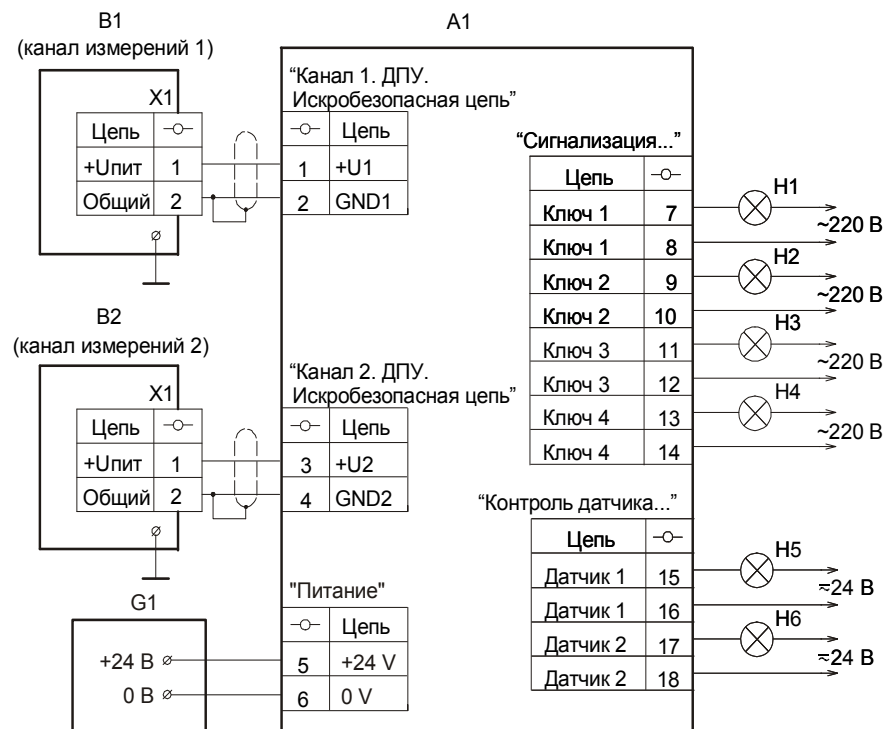 B1
(канал измерений 1)
A1
X1
Цепь
+Uпит 1
Общий 2
“Канал 1. ДПУ.
Искробезопасная цепь”
Цепь
1 +U1
2 GND1
B2
(канал измерений 2)
X1
Цепь
+Uпит 1
Общий 2
“Канал 2. ДПУ.
Искробезопасная цепь”
Цепь
3 +U2
4 GND2
G1
+24 В
0 В
"Питание"
Цепь
5 +24 V
6 0 V
“Сигнализация...”
Цепь
Ключ 1 7 H1
~220 В
Ключ 1 8
Ключ 2 9 H2
~220 В
Ключ 2 10
Ключ 3 11 H3
~220 В
Ключ 3 12
Ключ 4 13 H4
~220 В
Ключ 4 14
“Контроль датчика...”
Цепь
Датчик 1 15 H5
≂24 В
Датчик 1 16
Датчик 2 17 H6
≂24 В
Датчик 2 18